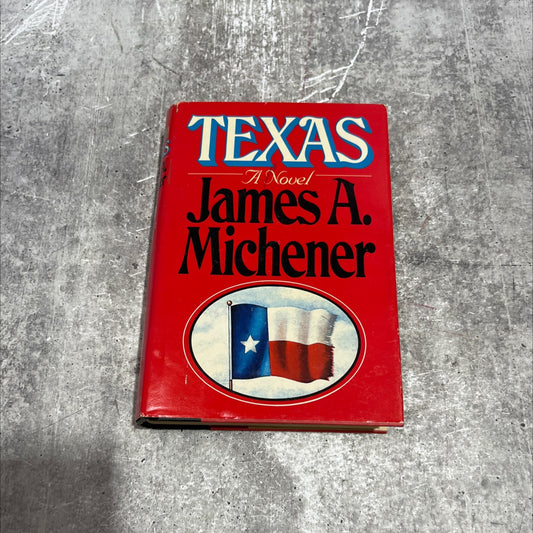 TEXAS
A Novel
James A.
Michener